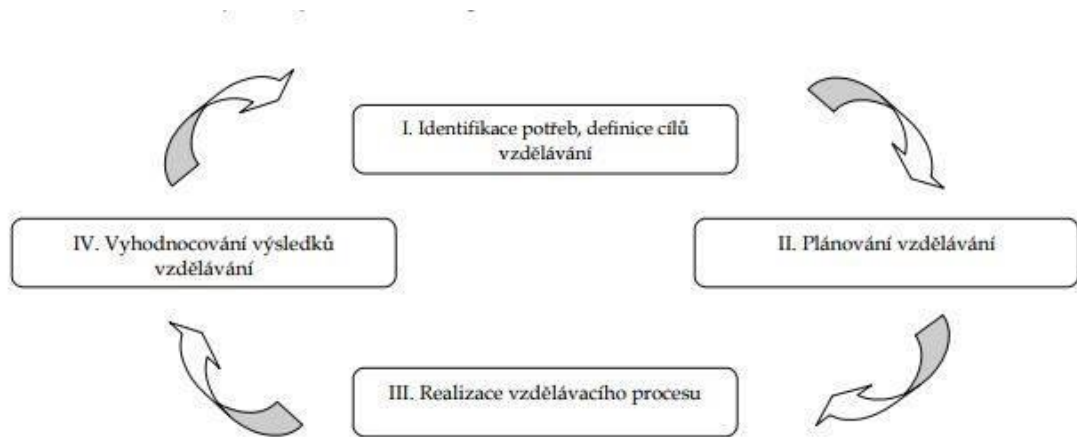 I. Identifikace potřeb, definice cílů
vzdělávání
IV. Vyhodnocování výsledků
vzdělávání
II. Plánování vzdělávání
III. Realizace vzdělávacího procesu